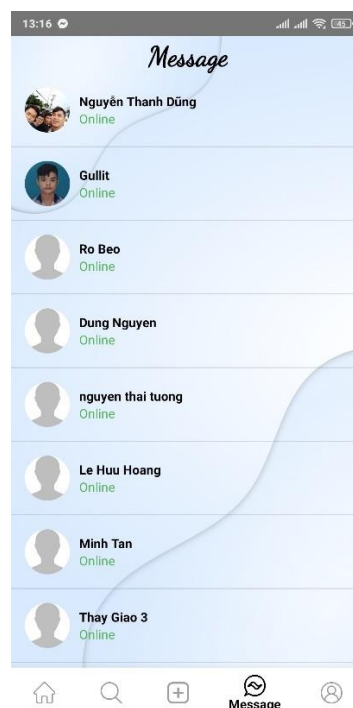 13:16
45
Message
Nguyễn Thanh Dũng
Online
Gullit
Online
Ro Beo
Online
Dung Nguyen
Online
nguyen thai tuong
Online
Le Huu Hoang
Online
Minh Tan
Online
Thay Giao 3
Online
Message